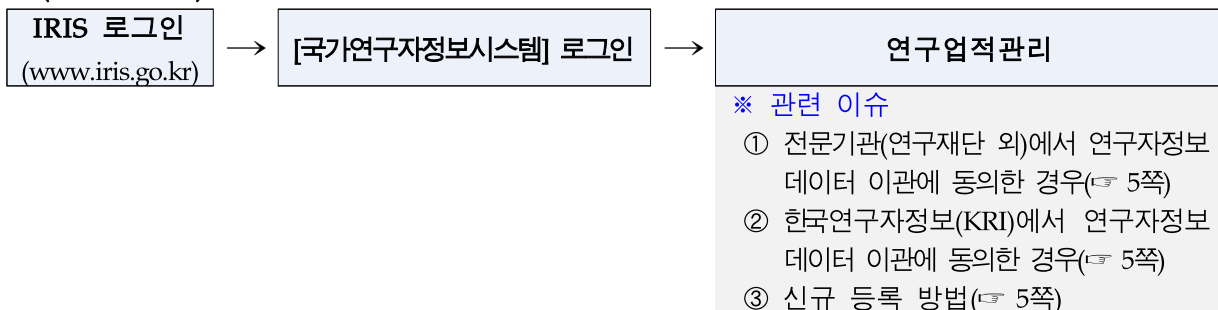 IRIS 로그인
(www.iris.go.kr)
→ [국가연구자정보시스템] 로그인 →
연구업적관리
※ 관련 이슈
① 전문기관(연구재단 외)에서 연구자정보
데이터 이관에 동의한 경우(☞ 5쪽)
② 한국연구자정보(KRI)에서 연구자정보
데이터 이관에 동의한 경우(☞ 5쪽)
③ 신규 등록 방법(☞ 5쪽)